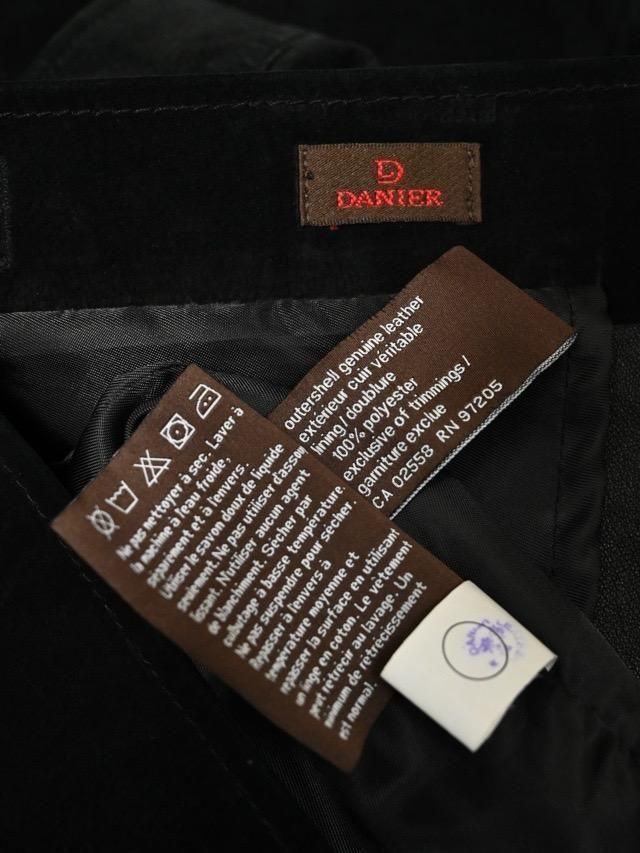 D
DANIER
outershell genuine leather
extérieur cuir véritable
lining/doublure
100% polyester
exclusive of trimmings/
garniture exclue
CA 02558 RN 97205
Ne pas nettoyer à sec. Laver à
la machine à l'eau froide,
séparément et à l'envers.
Utiliser le savon doux de liquide
seulement. Ne pas utiliser d'assou
lissant. N'utiliser aucun agent
de blanchiment. Sécher par
culbutage à basse température.
Ne pas suspendre pour sécher.
Repasser à l'envers à
température moyenne et
repasser la surface en utilisant
un linge en coton. Le vêtement
peut rétrécir au lavage. Un
minimum de rétrécissement
est normal.